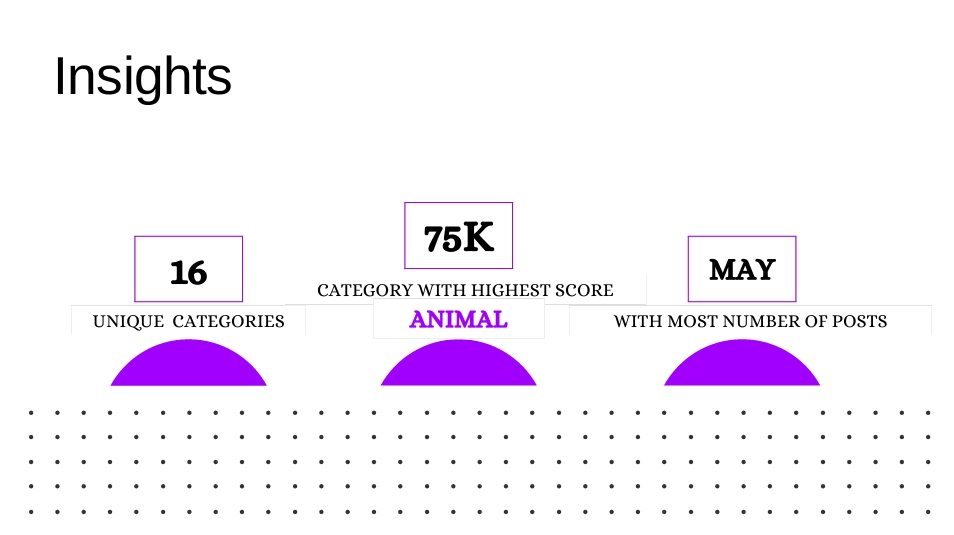 Insights
16
UNIQUE  CATEGORIES
75K
CATEGORY WITH HIGHEST SCORE
ANIMAL
MAY
WITH MOST NUMBER OF POSTS